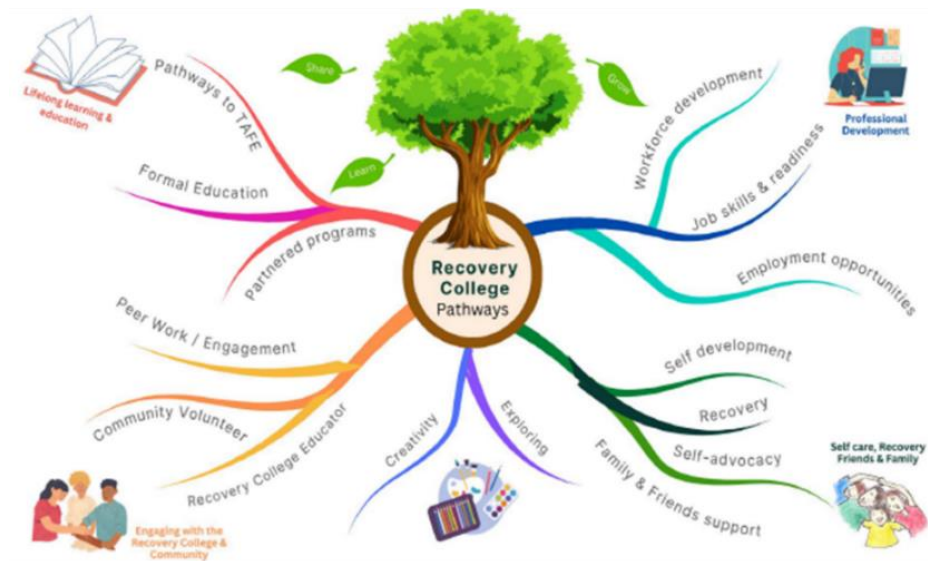 Share
Grow
Learn
Lifelong learning &
education
Pathways to TAFE
Formal Education
Partnered programs
Professional
Development
Workforce development
Job skills & readiness
Employment opportunities
Recovery
College
Pathways
Peer Work / Engagement
Community Volunteer
Recovery College Educator
Engaging with the
Recovery College &
Community
Creativity
Exploring
Self development
Recovery
Self-advocacy
Family & Friends support
Self care, Recovery
Friends & Family